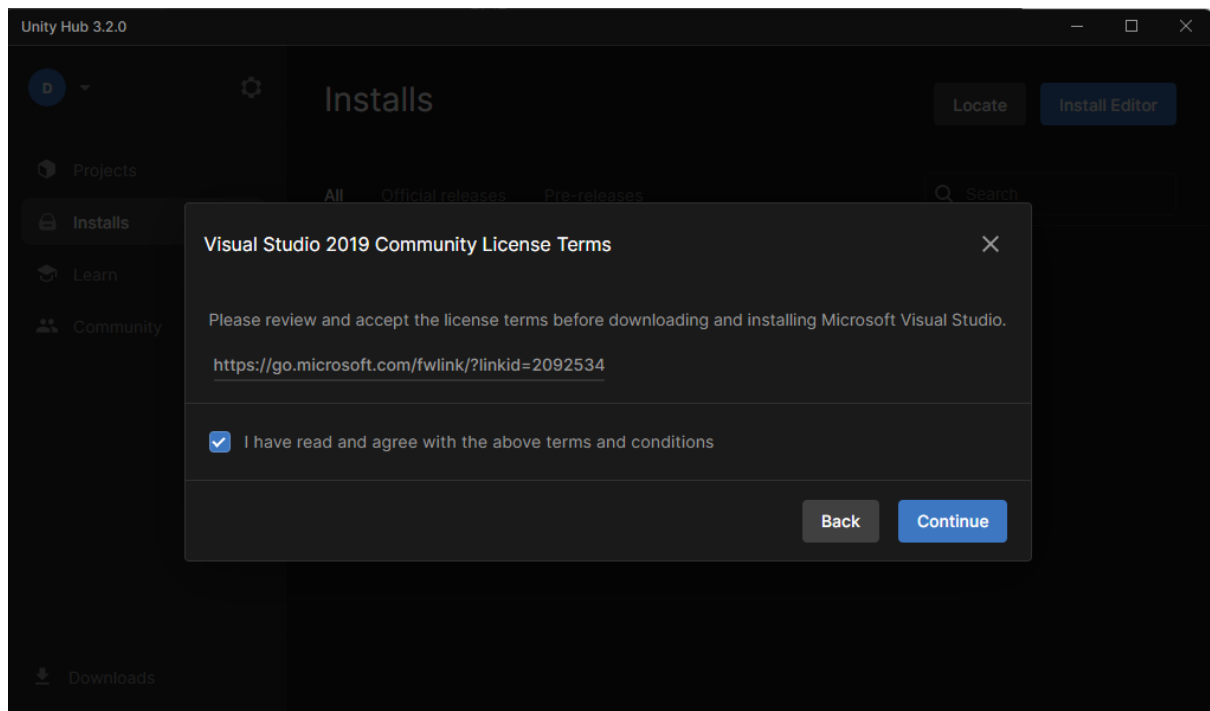 Unity Hub 3.2.0
D
Installs
Locate
Install Editor
Projects
All
Official releases
Pre-releases
Search
Installs
Learn
Community
Visual Studio 2019 Community License Terms
Please review and accept the license terms before downloading and installing Microsoft Visual Studio.
https://go.microsoft.com/fwlink/?linkid=2092534
I have read and agree with the above terms and conditions
Back
Continue
Downloads